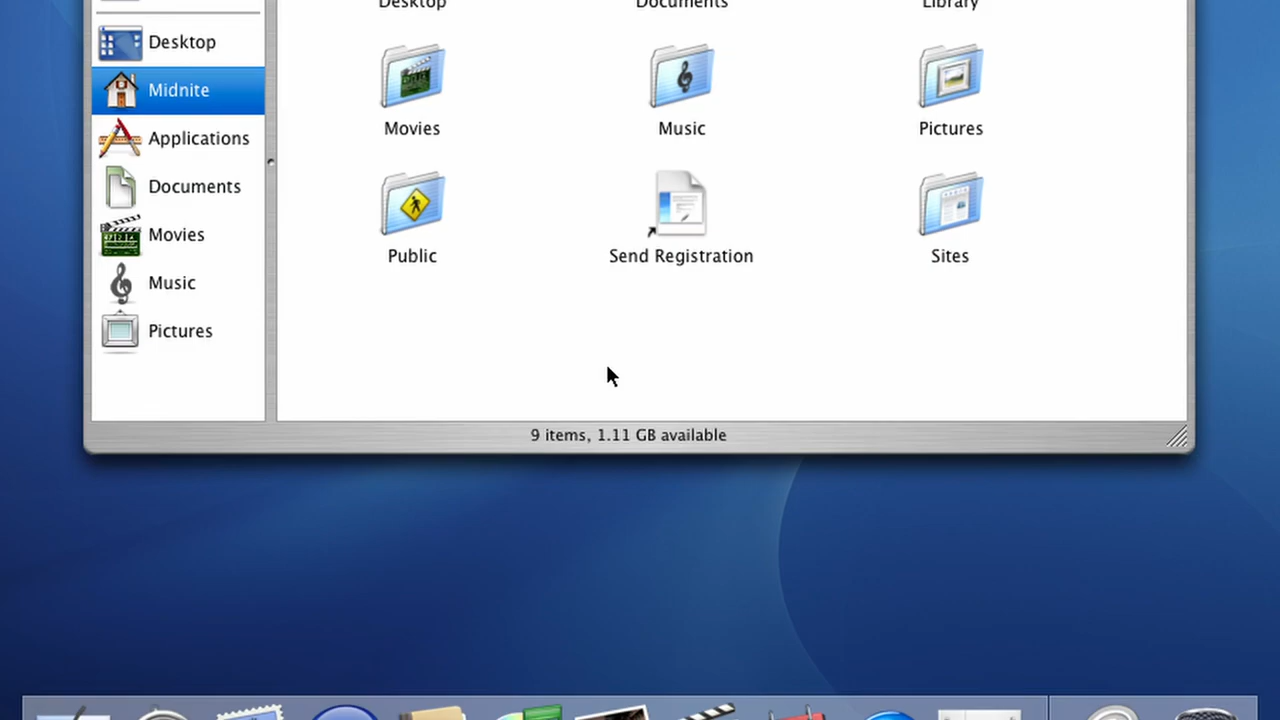 Desktop Documents Library
Desktop
Midnite
Applications
Documents
Movies
Music
Pictures
Movies Music Pictures
Public Send Registration Sites
9 items, 1.11 GB available